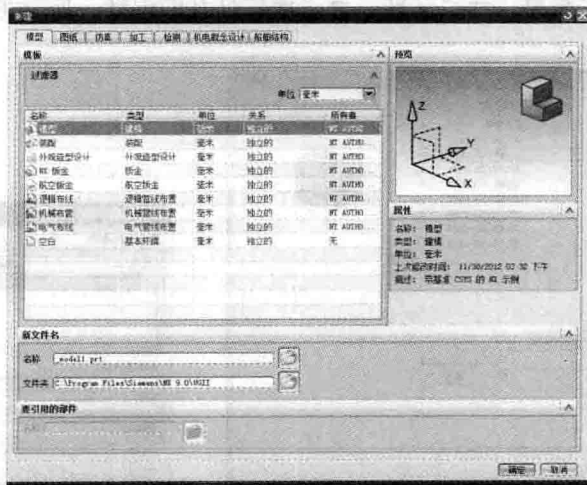 新建
模型 图纸 仿真 加工 检测 机电概念设计 船舶结构
模板
过滤器
单位 毫米
名称 类型 单位 关系 所有者
模型 建模 毫米 独立的 NT AUTHO...
装配 装配 毫米 独立的 NT AUTHO...
外观造型设计 外观造型设计 毫米 独立的 NT AUTHO...
NX 钣金 钣金 毫米 独立的 NT AUTHO...
航空钣金 航空钣金 毫米 独立的 NT AUTHO...
逻辑布线 逻辑管线布置 毫米 独立的 NT AUTHO...
机械布管 机械管线布置 毫米 独立的 NT AUTHO...
电气布线 电气管线布置 毫米 独立的 NT AUTHO...
空白 基本环境 毫米 独立的 无
预览
Z
Y
X
属性
名称: 模型
类型: 建模
单位: 毫米
上次修改时间: 11/30/2012 02 32 下午
描述: 带基准 CSYS 的 NX 示例
新文件名
名称 _model1.prt
文件夹 C:\Program Files\Siemens\NX 9.0\UGII
要引用的部件
名称
确定 取消